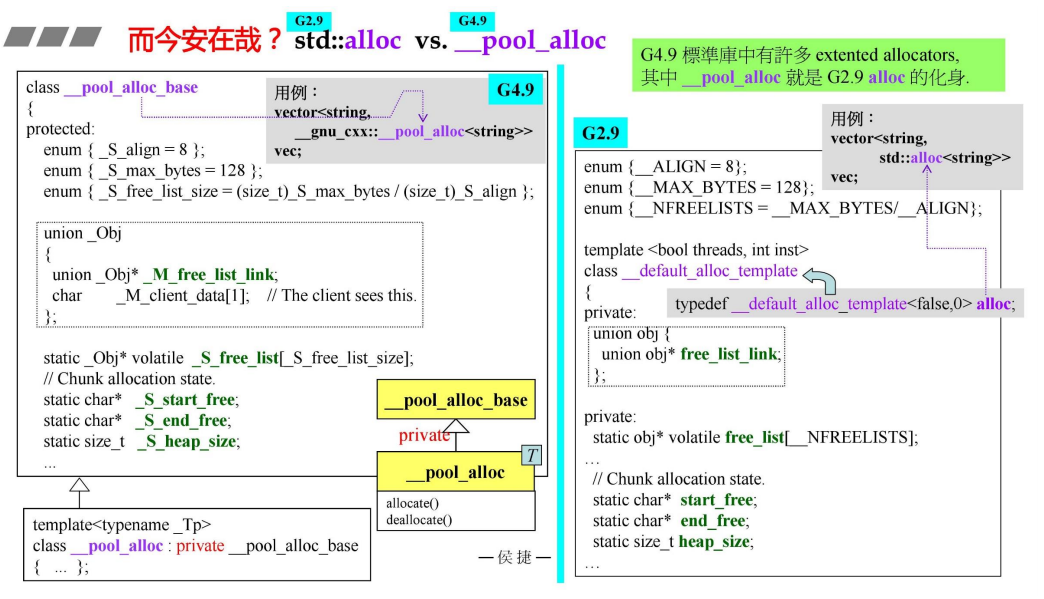 G2.9
G4.9
而今安在哉？ std::alloc vs. __pool_alloc
G4.9 標準庫中有許多 extented allocators,
其中 __pool_alloc 就是 G2.9 alloc 的化身.
G4.9
class __pool_alloc_base
{
protected:
enum { _S_align = 8 };
enum { _S_max_bytes = 128 };
enum { _S_free_list_size = (size_t)_S_max_bytes / (size_t)_S_align };
用例：
vector<string,
__gnu_cxx::__pool_alloc<string>>
vec;
union _Obj
{
union _Obj* _M_free_list_link;
char _M_client_data[1]; // The client sees this.
};
static _Obj* volatile _S_free_list[_S_free_list_size];
// Chunk allocation state.
static char* _S_start_free;
static char* _S_end_free;
static size_t _S_heap_size;
...
template<typename _Tp>
class __pool_alloc : private __pool_alloc_base
{ ... };
__pool_alloc_base
private
T
__pool_alloc
allocate()
deallocate()
—侯捷—
G2.9
用例：
vector<string,
std::alloc<string>>
vec;
enum {__ALIGN = 8};
enum {__MAX_BYTES = 128};
enum {__NFREELISTS = __MAX_BYTES/__ALIGN};
template <bool threads, int inst>
class __default_alloc_template
{
typedef __default_alloc_template<false,0> alloc;
private:
union obj {
union obj* free_list_link;
};
private:
static obj* volatile free_list[__NFREELISTS];
...
// Chunk allocation state.
static char* start_free;
static char* end_free;
static size_t heap_size;
...